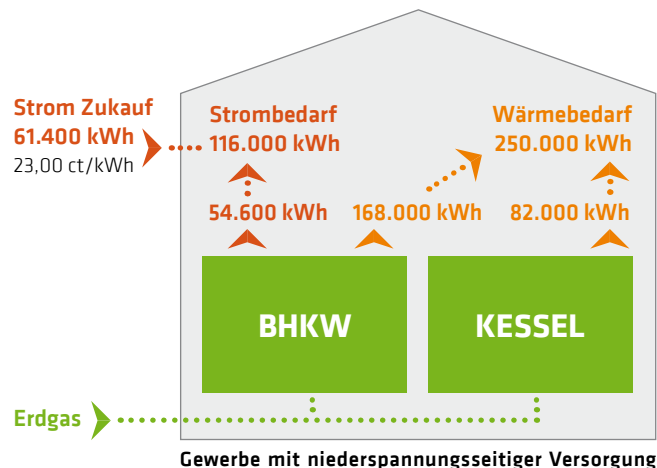 Strom Zukauf
61.400 kWh
23,00 ct/kWh
Strombedarf
116.000 kWh
Wärmebedarf
250.000 kWh
54.600 kWh
168.000 kWh
82.000 kWh
BHKW
KESSEL
Erdgas
Gewerbe mit niederspannungsseitiger Versorgung